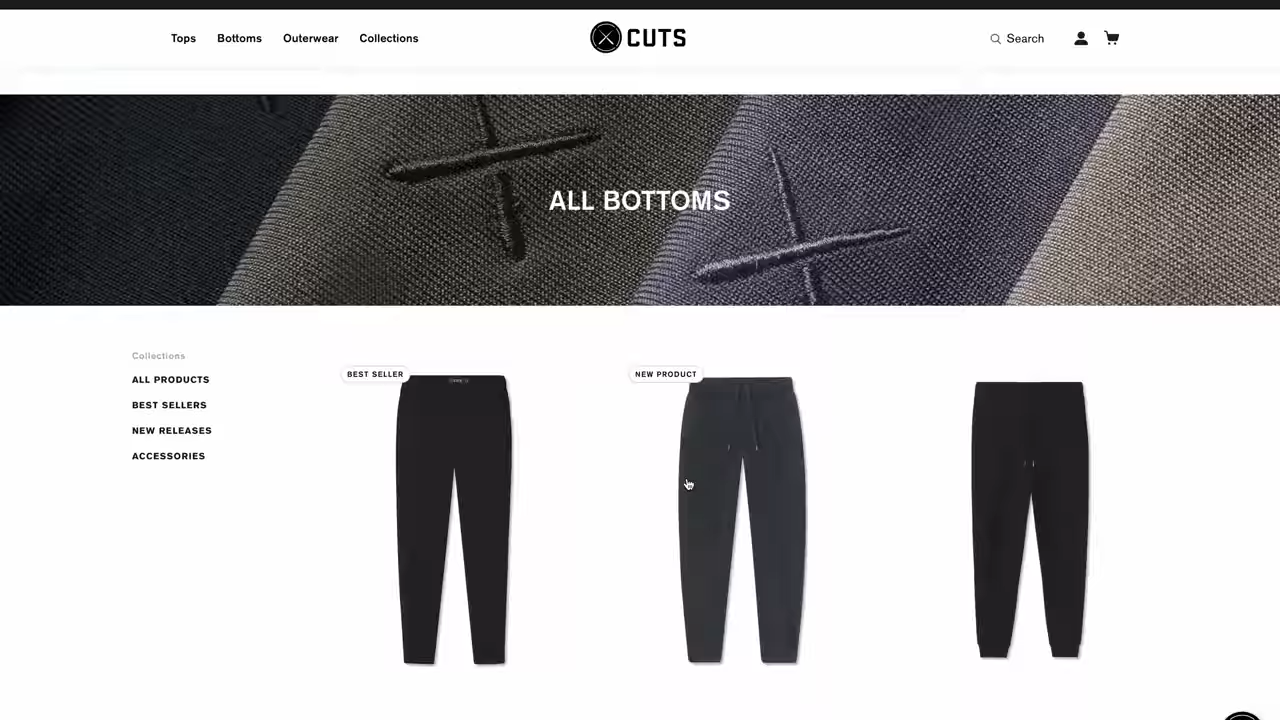 Tops Bottoms Outerwear Collections CUTS Search
ALL BOTTOMS
Collections
ALL PRODUCTS
BEST SELLERS
NEW RELEASES
ACCESSORIES
BEST SELLER
NEW PRODUCT